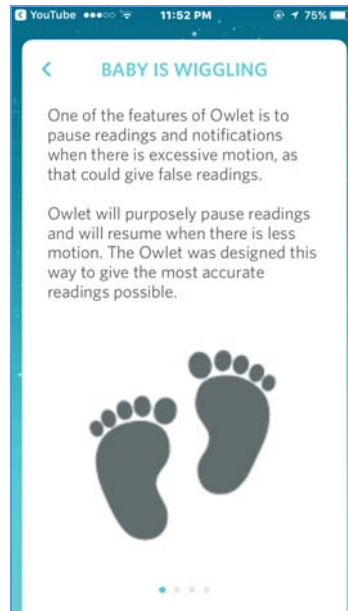 YouTube 11:52 PM 75%
BABY IS WIGGLING
One of the features of Owlet is to
pause readings and notifications
when there is excessive motion, as
that could give false readings.
Owlet will purposely pause readings
and will resume when there is less
motion. The Owlet was designed this
way to give the most accurate
readings possible.